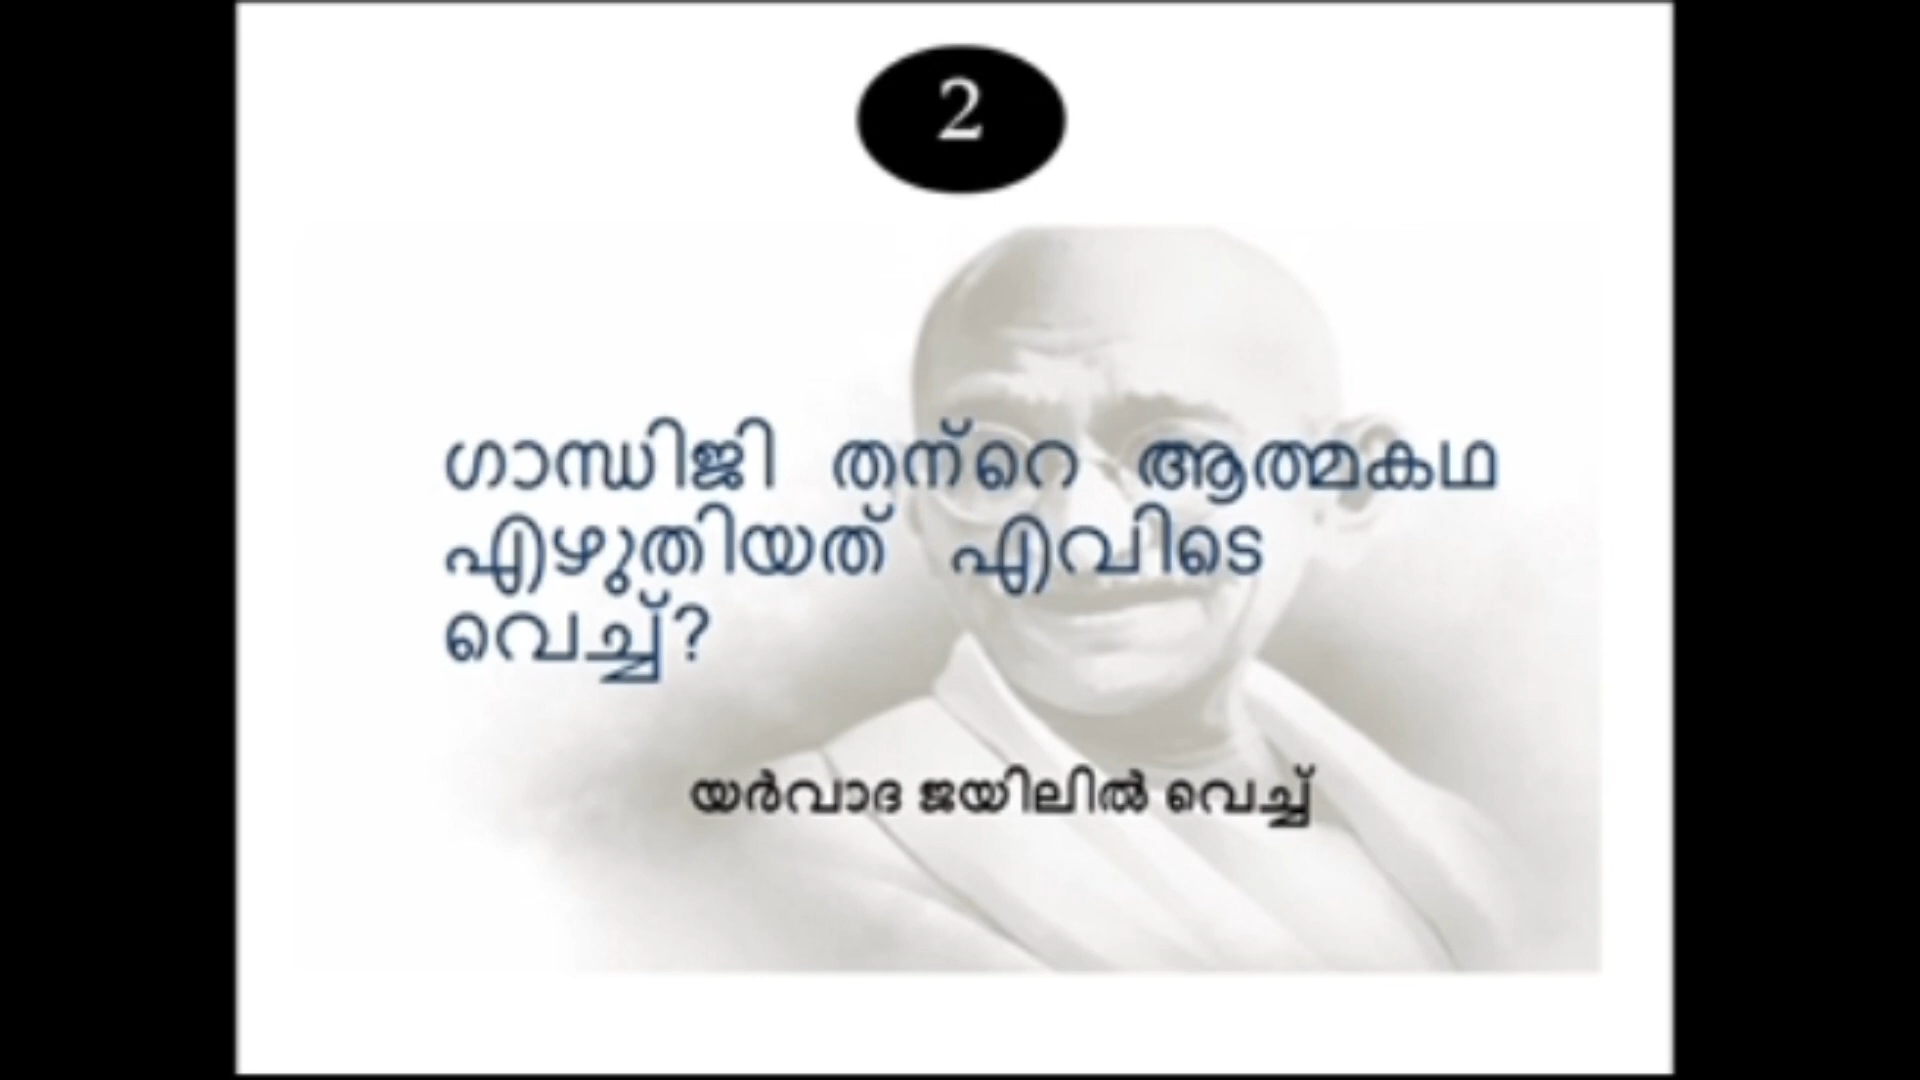 2
ഗാന്ധിജി തന്റെ ആത്മകഥ
എഴുതിയത് എവിടെ
വെച്ച്?
യർവാദ ജയിലിൽ വെച്ച്